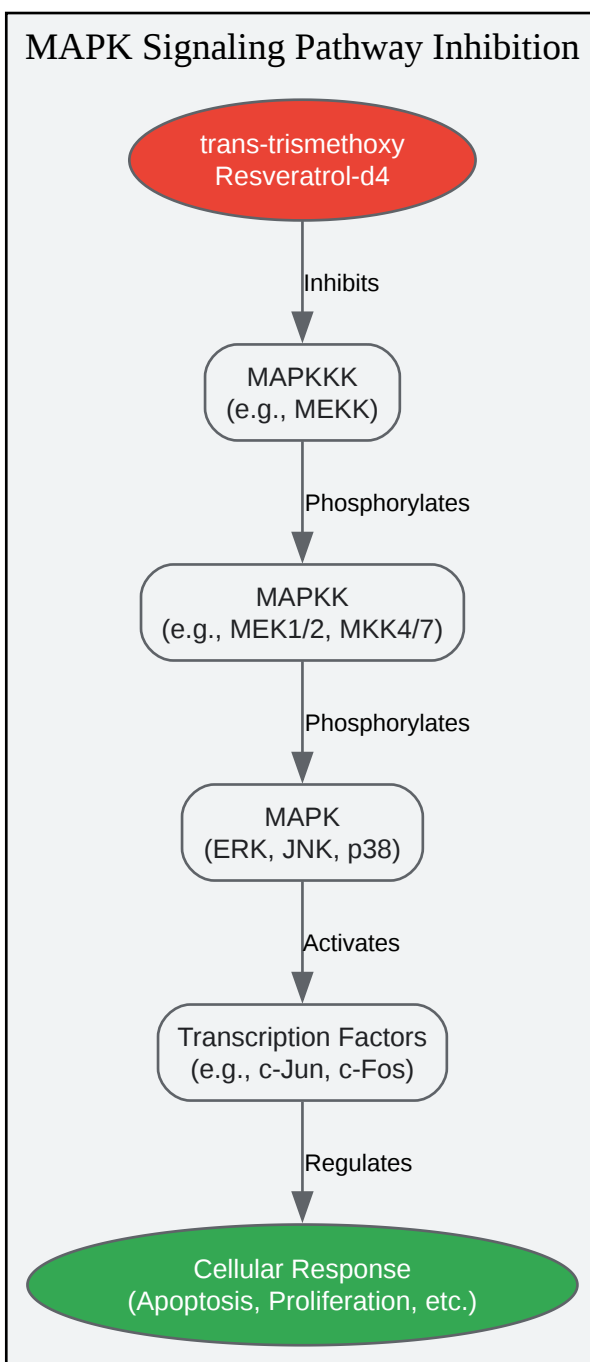 MAPK Signaling Pathway Inhibition
trans-trismethoxy
Resveratrol-d4
Inhibits
MAPKKK
(e.g., MEKK)
Phosphorylates
MAPKK
(e.g., MEK1/2, MKK4/7)
Phosphorylates
MAPK
(ERK, JNK, p38)
Activates
Transcription Factors
(e.g., c-Jun, c-Fos)
Regulates
Cellular Response
(Apoptosis, Proliferation, etc.)